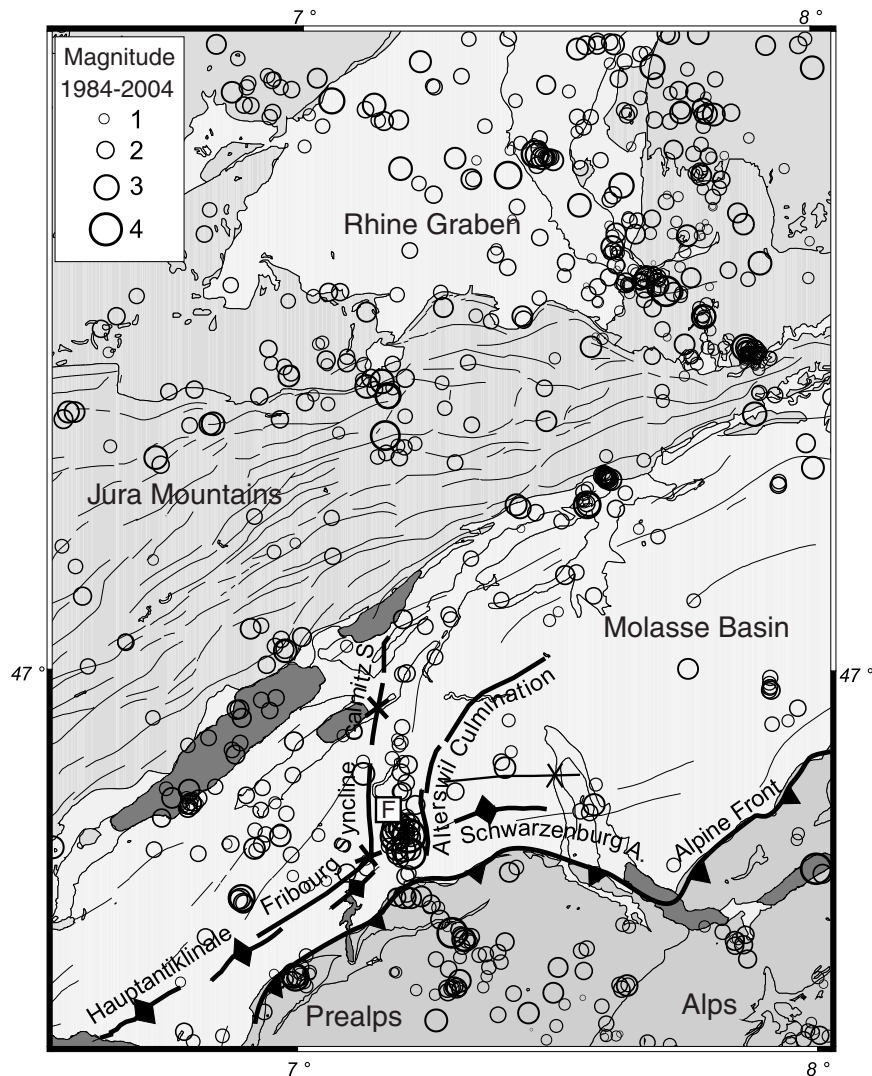 7 °
8 °
Magnitude
1984-2004
1
2
3
4
Rhine Graben
Jura Mountains
Molasse Basin
47 °
47 °
Salmitz S.
Alterswil Culmination
Fribourg Syncline
F
Schwarzenburg A.
Alpine Front
Hauptantiklinale
Prealps
Alps
7 °
8 °